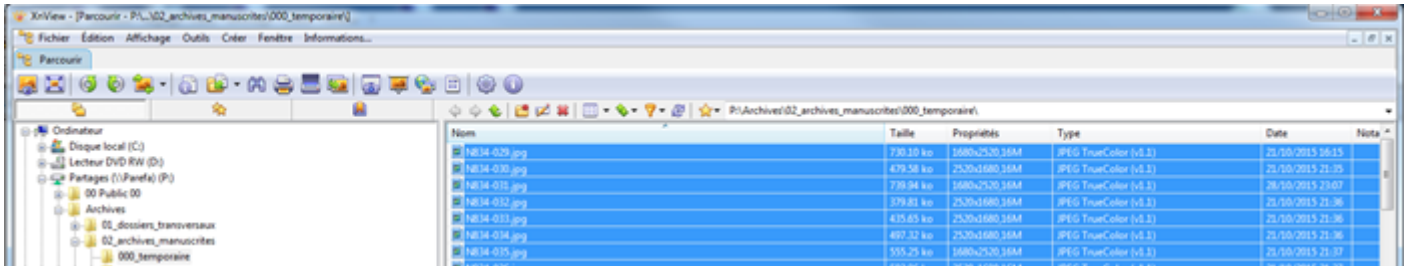 XnView - [Parcourir - P:\...\02_archives_manuscrites\000_temporaire\]
Fichier Édition Affichage Outils Créer Fenêtre Informations...
Parcourir
P:\Archives\02_archives_manuscrites\000_temporaire\
Ordinateur
Disque local (C:)
Lecteur DVD RW (D:)
Partages (\\Parefa) (P:)
00 Public 00
Archives
01_dossiers_transversaux
02_archives_manuscrites
000_temporaire
Nom Taille Propriétés Type Date Nota
N834-029.jpg 730.10 ko 1680x2520,16M JPEG TrueColor (v1.1) 21/10/2015 16:15
N834-030.jpg 479.58 ko 2520x1680,16M JPEG TrueColor (v1.1) 21/10/2015 21:35
N834-031.jpg 739.94 ko 1680x2520,16M JPEG TrueColor (v1.1) 28/10/2015 23:07
N834-032.jpg 379.81 ko 2520x1680,16M JPEG TrueColor (v1.1) 21/10/2015 21:36
N834-033.jpg 435.65 ko 2520x1680,16M JPEG TrueColor (v1.1) 21/10/2015 21:36
N834-034.jpg 497.32 ko 2520x1680,16M JPEG TrueColor (v1.1) 21/10/2015 21:36
N834-035.jpg 555.25 ko 1680x2520,16M JPEG TrueColor (v1.1) 21/10/2015 21:37